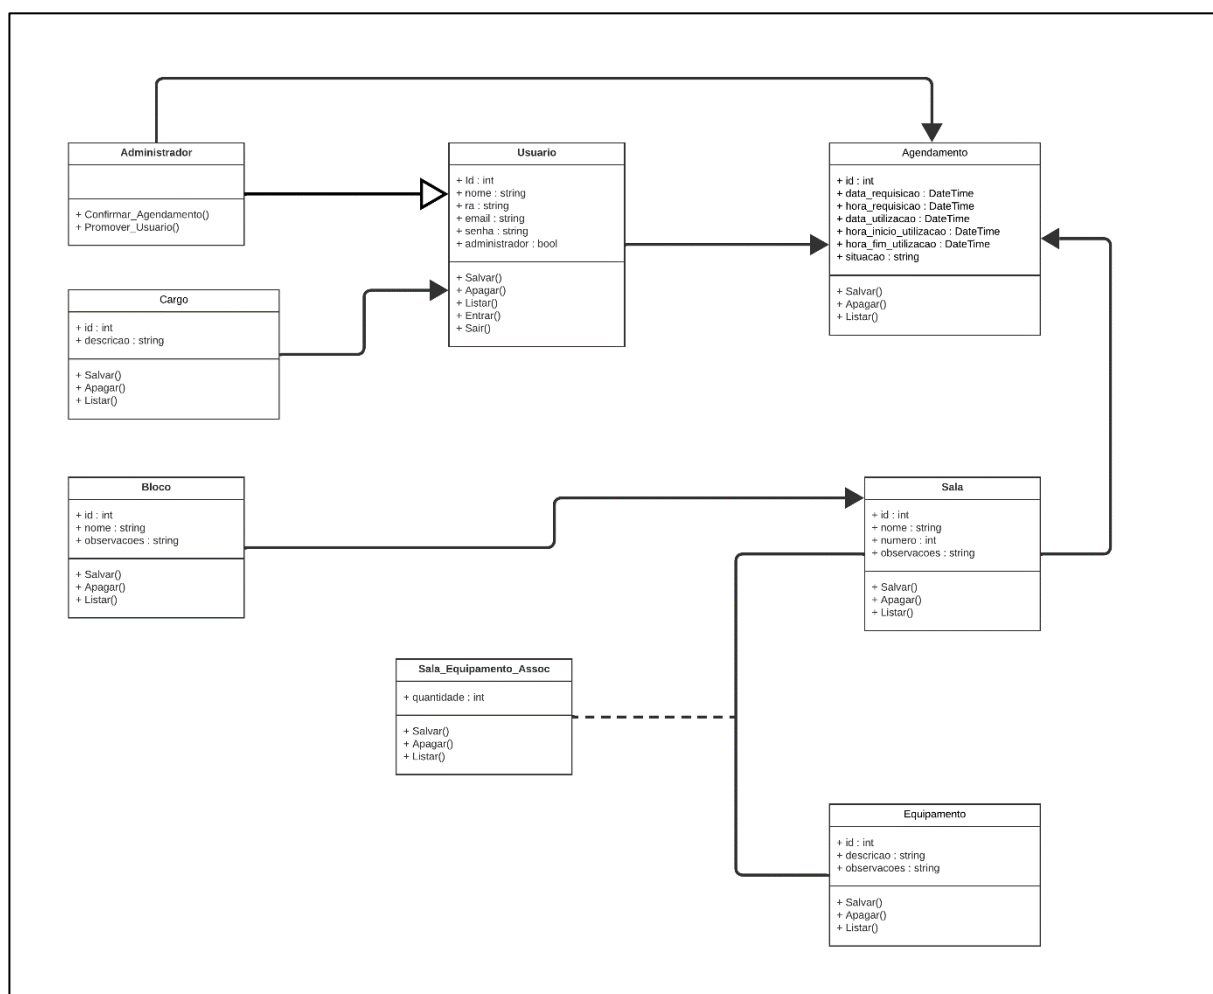 Administrador
+ Confirmar_Agendamento()
+ Promover_Usuario()
Usuario
+ Id : int
+ nome : string
+ ra : string
+ email : string
+ senha : string
+ administrador : bool
+ Salvar()
+ Apagar()
+ Listar()
+ Entrar()
+ Sair()
Agendamento
+ id : int
+ data_requisicao : DateTime
+ hora_requisicao : DateTime
+ data_utilizacao : DateTime
+ hora_inicio_utilizacao : DateTime
+ hora_fim_utilizacao : DateTime
+ situacao : string
+ Salvar()
+ Apagar()
+ Listar()
Cargo
+ id : int
+ descricao : string
+ Salvar()
+ Apagar()
+ Listar()
Bloco
+ id : int
+ nome : string
+ observacoes : string
+ Salvar()
+ Apagar()
+ Listar()
Sala
+ id : int
+ nome : string
+ numero : int
+ observacoes : string
+ Salvar()
+ Apagar()
+ Listar()
Sala_Equipamento_Assoc
+ quantidade : int
+ Salvar()
+ Apagar()
+ Listar()
Equipamento
+ id : int
+ descricao : string
+ observacoes : string
+ Salvar()
+ Apagar()
+ Listar()